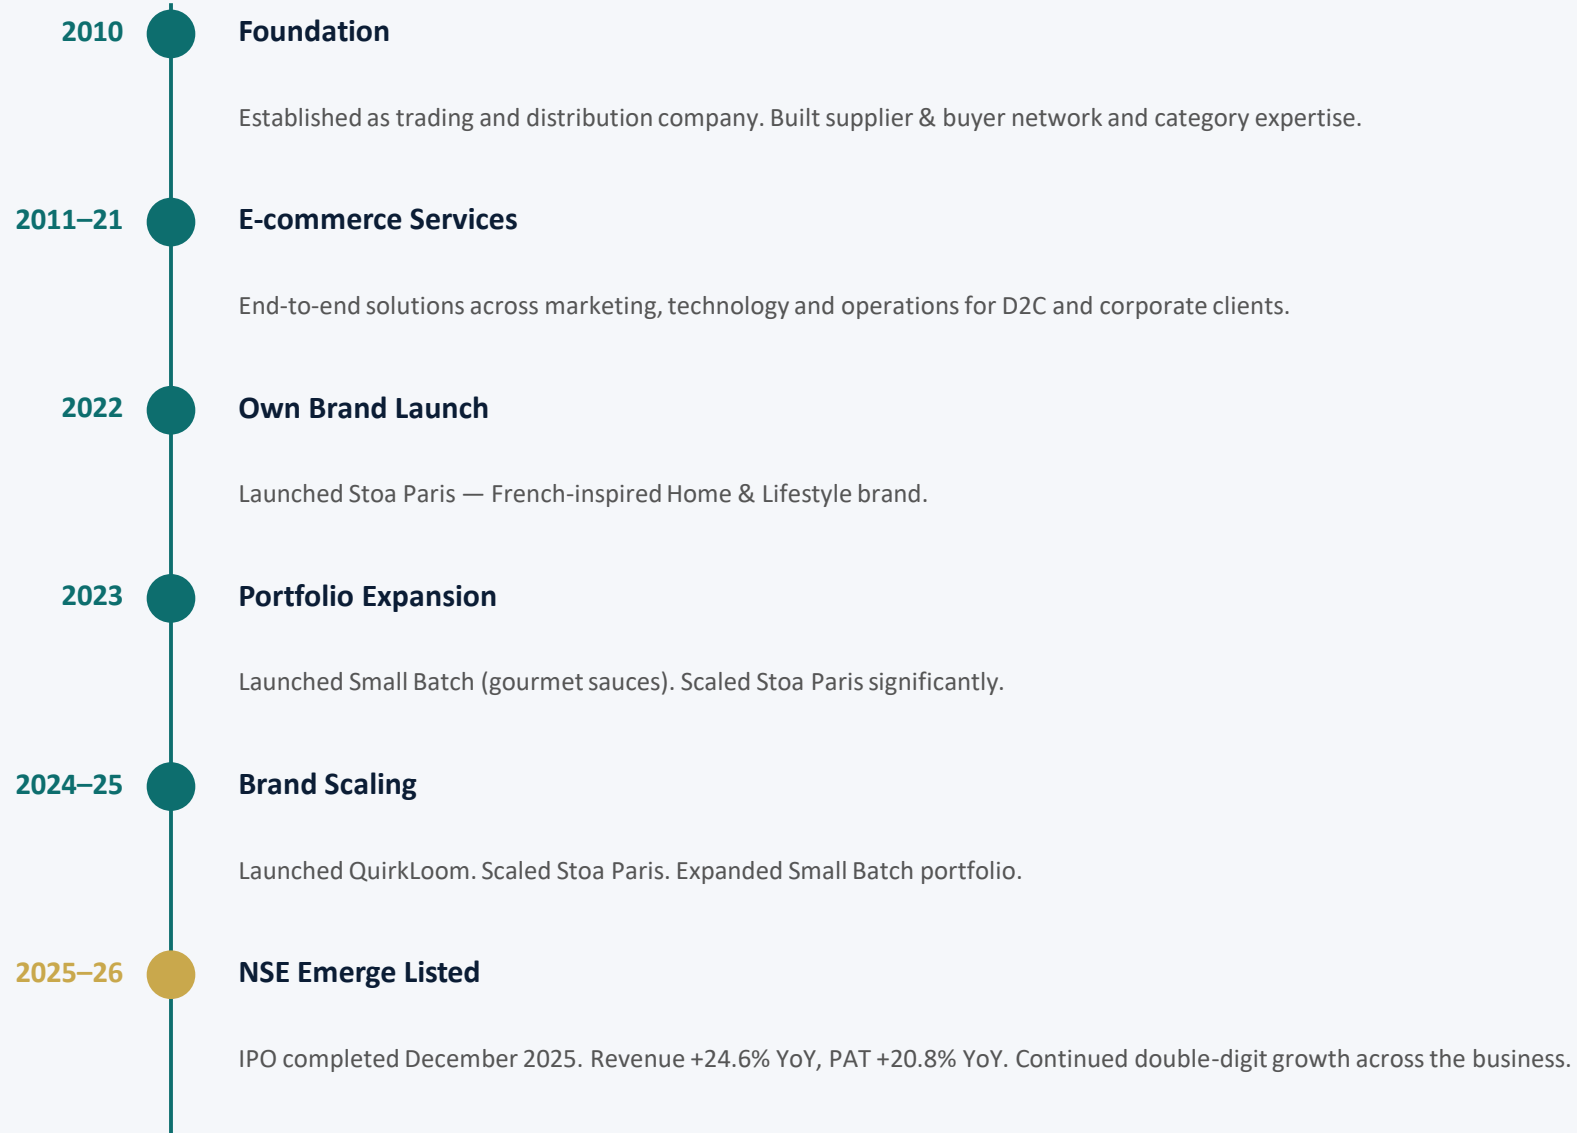 2010 Foundation
Established as trading and distribution company. Built supplier & buyer network and category expertise.
2011–21 E-commerce Services
End-to-end solutions across marketing, technology and operations for D2C and corporate clients.
2022 Own Brand Launch
Launched Stoa Paris — French-inspired Home & Lifestyle brand.
2023 Portfolio Expansion
Launched Small Batch (gourmet sauces). Scaled Stoa Paris significantly.
2024–25 Brand Scaling
Launched QuirkLoom. Scaled Stoa Paris. Expanded Small Batch portfolio.
2025–26 NSE Emerge Listed
IPO completed December 2025. Revenue +24.6% YoY, PAT +20.8% YoY. Continued double-digit growth across the business.